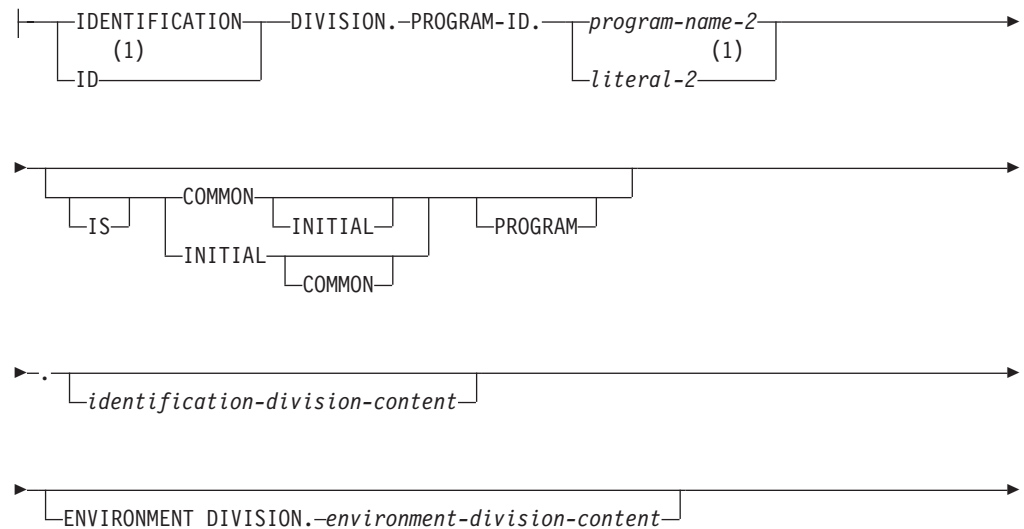 IDENTIFICATION DIVISION. PROGRAM-ID. program-name-2
(1) (1)
ID literal-2
COMMON
IS INITIAL PROGRAM
INITIAL
COMMON
.
identification-division-content
ENVIRONMENT DIVISION. environment-division-content